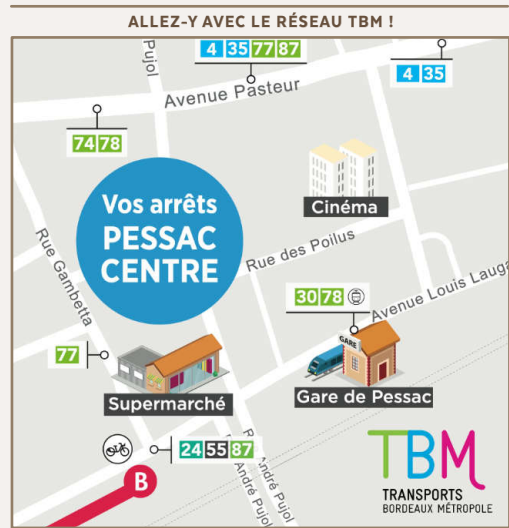 ALLEZ-Y AVEC LE RÉSEAU TBM !
Pujol
4 35 77 87
4 35
Avenue Pasteur
74 78
Cinéma
Vos arrêts
PESSAC
CENTRE
Rue Gambetta
Rue des Poilus
30 78
Avenue Louis Lauga
GARE
77
Supermarché
Gare de Pessac
24 55 87
B
R. André Pujol
R. André Pujol
TBM
TRANSPORTS
BORDEAUX MÉTROPOLE